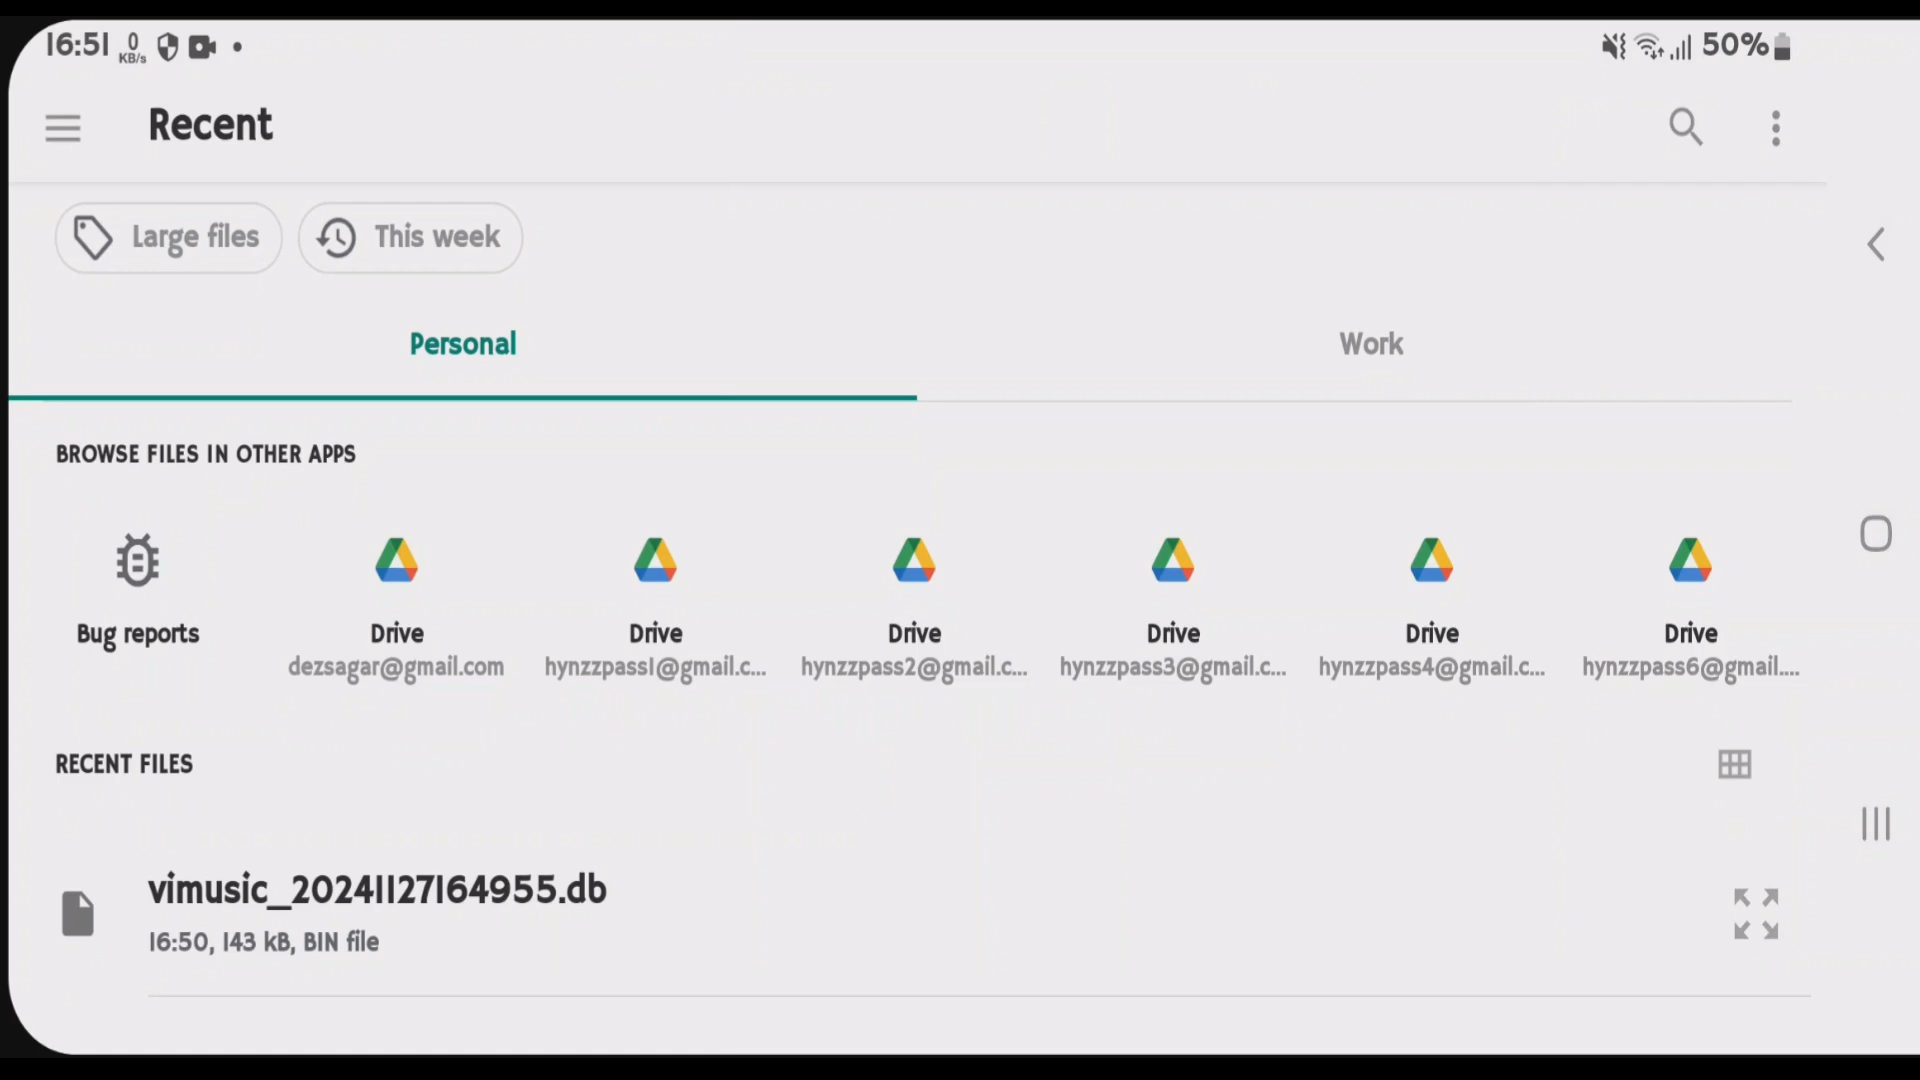 16:51 0 KB/s 50%
Recent
Large files This week
Personal Work
BROWSE FILES IN OTHER APPS
Bug reports Drive Drive Drive Drive Drive Drive
dezsagar@gmail.com hynzzpass1@gmail.c... hynzzpass2@gmail.c... hynzzpass3@gmail.c... hynzzpass4@gmail.c... hynzzpass6@gmail....
RECENT FILES
vimusic_20241127164955.db
16:50, 143 kB, BIN file